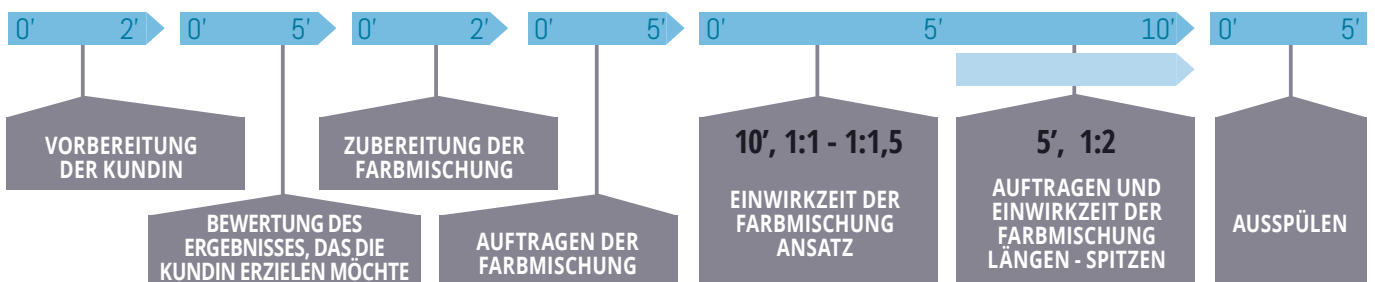 0' 2' 0' 5' 0' 2' 0' 5' 0' 5' 10' 0' 5'
VORBEREITUNG
DER KUNDIN
BEWERTUNG DES
ERGEBNISSES, DAS DIE
KUNDIN ERZIELEN MÖCHTE
ZUBEREITUNG DER
FARBMISCHUNG
AUFTRAGEN DER
FARBMISCHUNG
10’, 1:1 - 1:1,5
EINWIRKZEIT DER
FARBMISCHUNG
ANSATZ
5’, 1:2
AUFTRAGEN UND
EINWIRKZEIT DER
FARBMISCHUNG
LÄNGEN - SPITZEN
AUSSPÜLEN